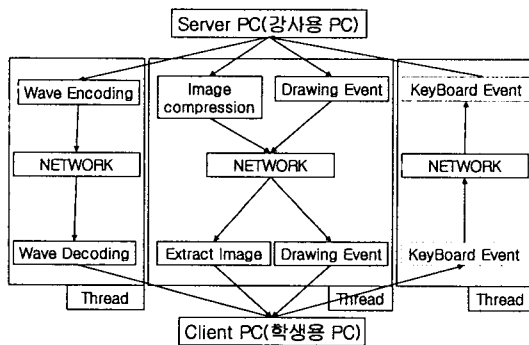 Server PC(강사용 PC)
Wave Encoding
Image
compression
Drawing Event
KeyBoard Event
NETWORK
NETWORK
NETWORK
Wave Decoding
Extract Image
Drawing Event
KeyBoard Event
Thread
Thread
Thread
Client PC(학생용 PC)